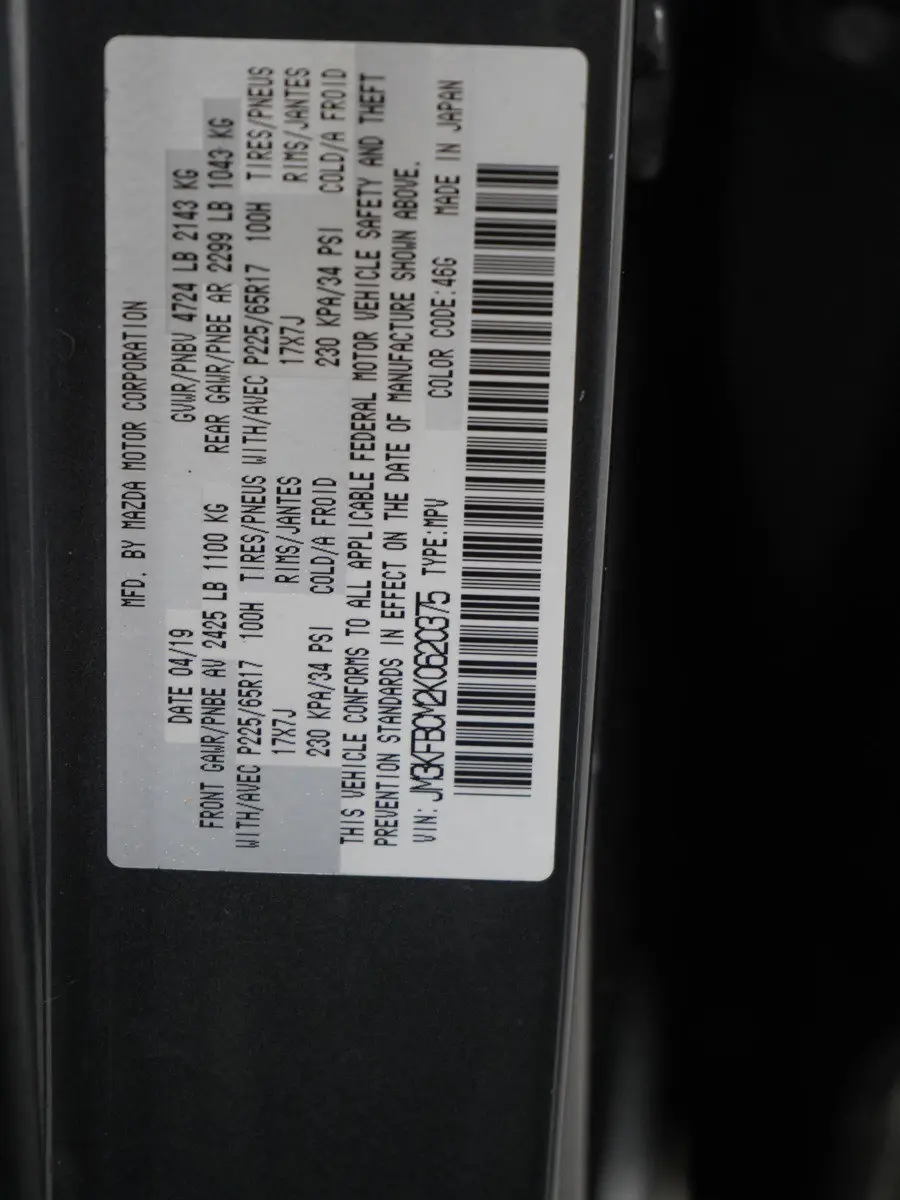 MFD. BY MAZDA MOTOR CORPORATION
DATE 04/19 GVWR/PNBV 4724 LB 2143 KG
FRONT GAWR/PNBE AV 2425 LB 1100 KG REAR GAWR/PNBE AR 2299 LB 1043 KG
WITH/AVEC P225/65R17 100H TIRES/PNEUS WITH/AVEC P225/65R17 100H TIRES/PNEUS
17X7J RIMS/JANTES 17X7J RIMS/JANTES
230 KPA/34 PSI COLD/A FROID 230 KPA/34 PSI COLD/A FROID
THIS VEHICLE CONFORMS TO ALL APPLICABLE FEDERAL MOTOR VEHICLE SAFETY AND THEFT
PREVENTION STANDARDS IN EFFECT ON THE DATE OF MANUFACTURE SHOWN ABOVE.
VIN: JM3KFBCM2K0620375 TYPE:MPV COLOR CODE:46G MADE IN JAPAN